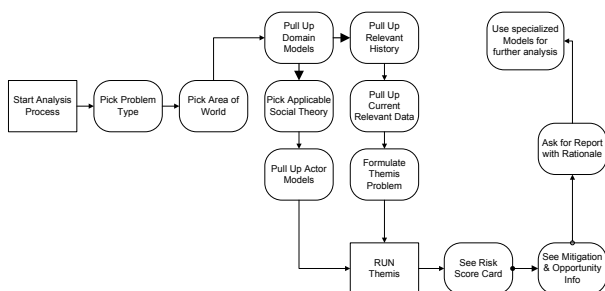 Start Analysis
Process
Pick Problem
Type
Pick Area of
World
Pull Up
Domain
Models
Pull Up
Relevant
History
Pick Applicable
Social Theory
Pull Up
Current
Relevant Data
Pull Up Actor
Models
Formulate
Themis
Problem
RUN
Themis
See Risk
Score Card
See Mitigation
& Opportunity
Info
Ask for Report
with Rationale
Use specialized
Models for
further analysis